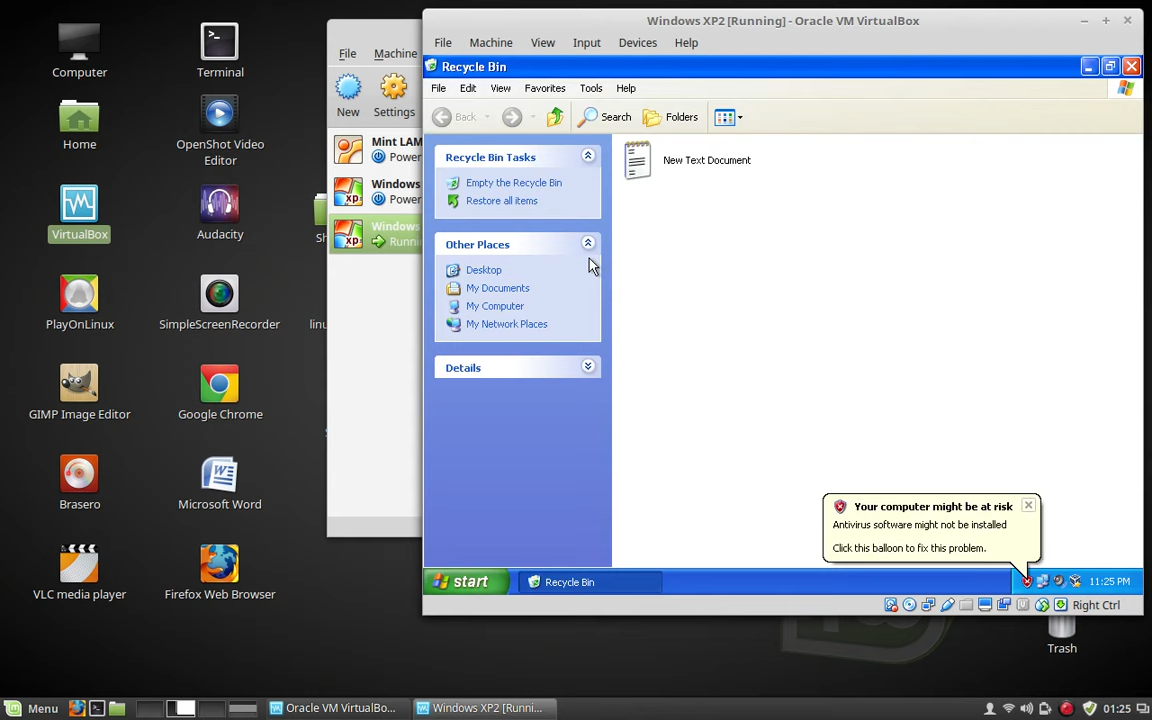 Computer
Terminal
Home
OpenShot Video
Editor
VirtualBox
Audacity
PlayOnLinux
SimpleScreenRecorder
GIMP Image Editor
Google Chrome
Brasero
Microsoft Word
VLC media player
Firefox Web Browser
File Machine
New Settings
Mint LAM
Power
Windows
Power
Windows
Runni
Windows XP2 [Running] - Oracle VM VirtualBox
File Machine View Input Devices Help
Recycle Bin
File Edit View Favorites Tools Help
Back Search Folders
Recycle Bin Tasks
Empty the Recycle Bin
Restore all items
Other Places
Desktop
My Documents
My Computer
My Network Places
Details
New Text Document
Your computer might be at risk
Antivirus software might not be installed
Click this balloon to fix this problem.
start Recycle Bin 11:25 PM
Right Ctrl
Trash
Menu Oracle VM VirtualBo... Windows XP2 [Runni... 01:25